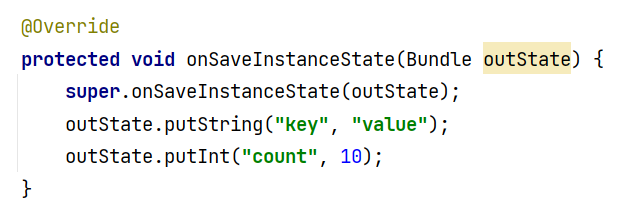 @Override
protected void onSaveInstanceState(Bundle outState) {
    super.onSaveInstanceState(outState);
    outState.putString("key", "value");
    outState.putInt("count", 10);
}